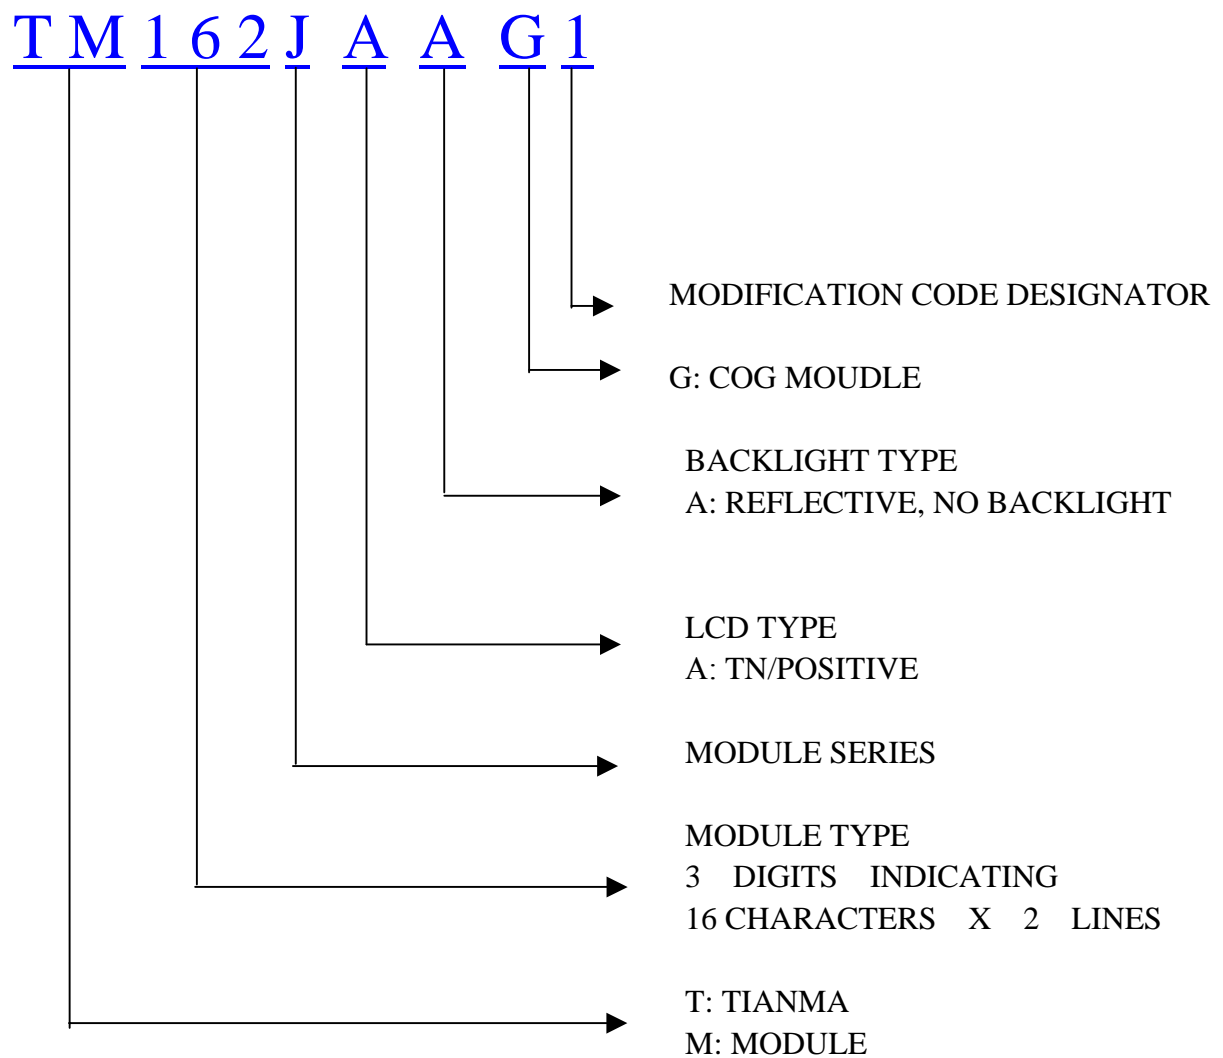 T M 1 6 2 J A A G 1
MODIFICATION CODE DESIGNATOR
G: COG MOUDLE
BACKLIGHT TYPE
A: REFLECTIVE, NO BACKLIGHT
LCD TYPE
A: TN/POSITIVE
MODULE SERIES
MODULE TYPE
3 DIGITS INDICATING
16 CHARACTERS X 2 LINES
T: TIANMA
M: MODULE